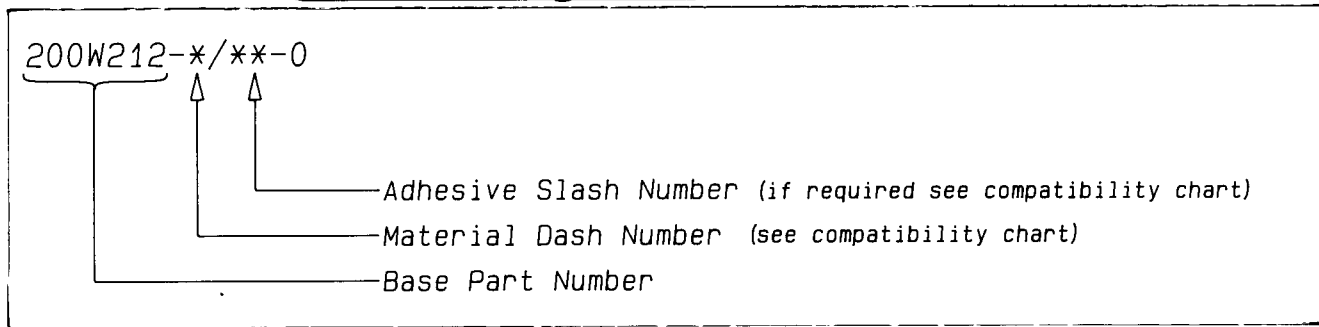 200W212-*/**-0
Adhesive Slash Number (if required see compatibility chart)
Material Dash Number (see compatibility chart)
Base Part Number